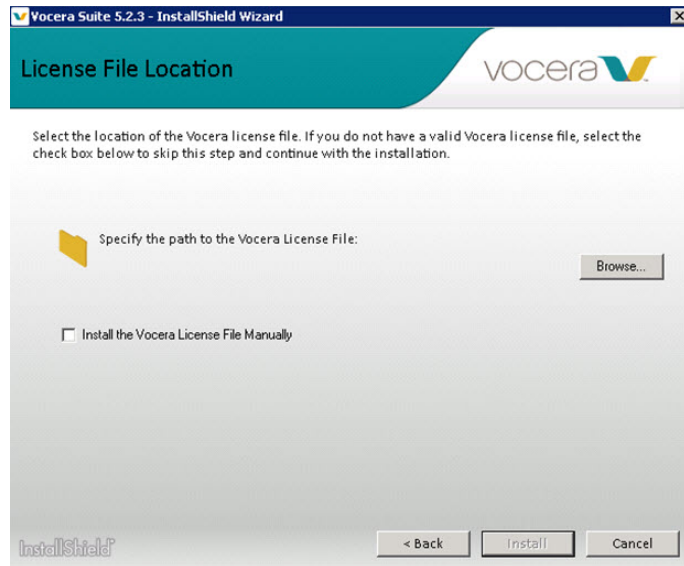 Vocera Suite 5.2.3 - InstallShield Wizard
License File Location
vocera
Select the location of the Vocera license file. If you do not have a valid Vocera license file, select the
check box below to skip this step and continue with the installation.
Specify the path to the Vocera License File:
Browse...
Install the Vocera License File Manually
InstallShield
< Back
Install
Cancel